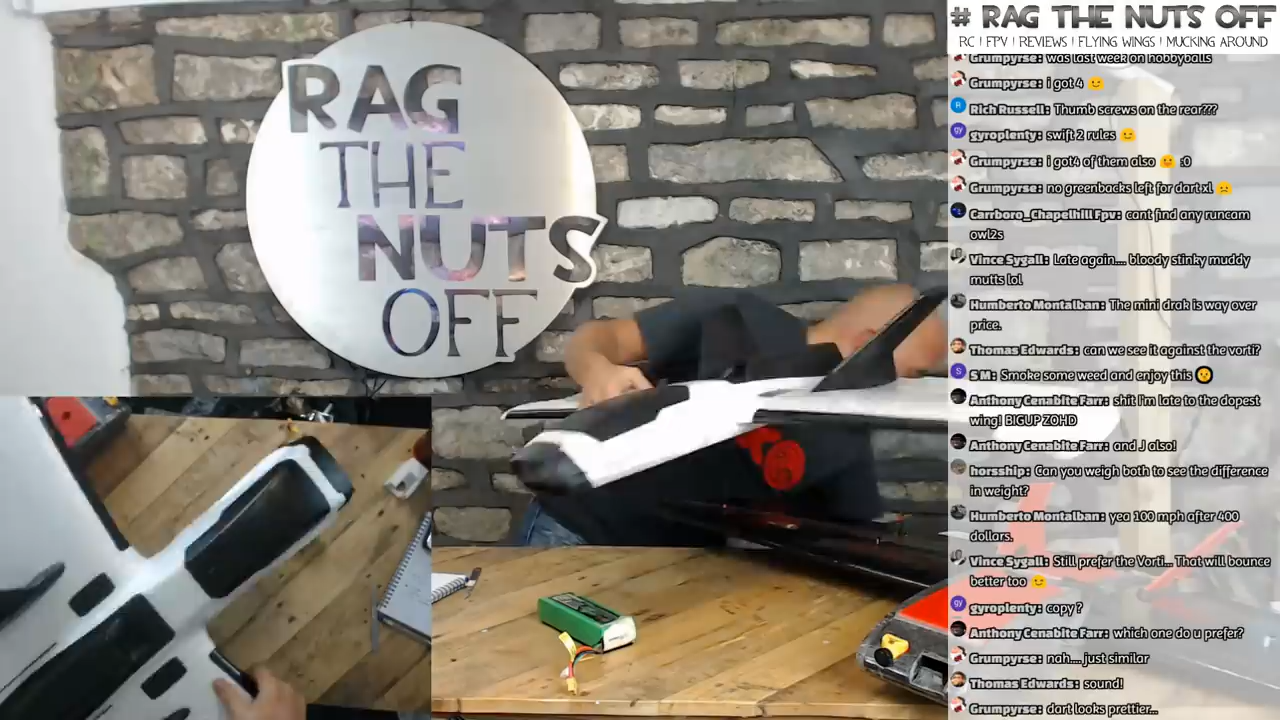 RAG
THE
NUTS
OFF
# RAG THE NUTS OFF
RC | FPV | REVIEWS | FLYING WINGS | MUCKING AROUND
Grumpyrse: was last week on hobbyballs
Grumpyrse: i got 4 😉
Rich Russell: Thumb screws on the rear???
gyroplenty: swift 2 rules 😉
Grumpyrse: i got4 of them also 😉 :0
Grumpyrse: no greenbacks left for dart.xl 🙁
Carrboro_Chapelhill Fpv: cant find any runcam
owl2s
Vince Sygall: Late again.... bloody stinky muddy
mutts lol
Humberto Montalban: The mini drak is way over
price.
Thomas Edwards: can we see it against the vorti?
S M: Smoke some weed and enjoy this 😗
Anthony Cenabite Farr: shit I'm late to the dopest
wing! BIGUP ZOHD
Anthony Cenabite Farr: and J also!
horsship: Can you weigh both to see the difference
in weight?
Humberto Montalban: yea 100 mph after 400
dollars.
Vince Sygall: Still prefer the Vorti... That will bounce
better too 😉
gyroplenty: copy ?
Anthony Cenabite Farr: which one do u prefer?
Grumpyrse: nah.... just similar
Thomas Edwards: sound!
Grumpyrse: dart looks prettier...